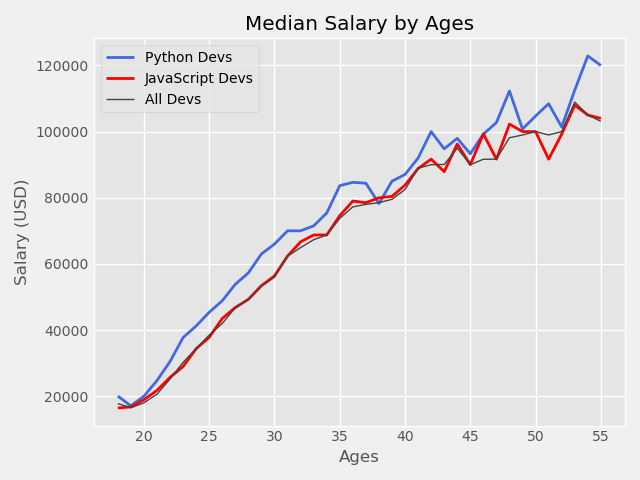 Median Salary by Ages
Python Devs
JavaScript Devs
All Devs
120000
100000
80000
60000
40000
20000
Salary (USD)
20 25 30 35 40 45 50 55
Ages